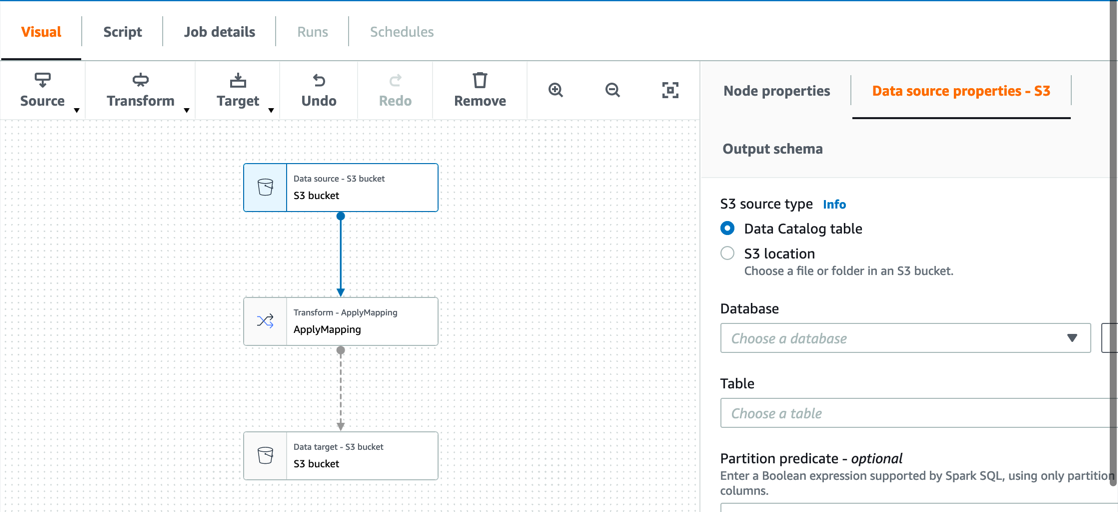 Visual
Script
Job details
Runs
Schedules
Source
Transform
Target
Undo
Redo
Remove
Node properties
Data source properties - S3
Output schema
Data source - S3 bucket
S3 bucket
Transform - ApplyMapping
ApplyMapping
Data target - S3 bucket
S3 bucket
S3 source type Info
Data Catalog table
S3 location
Choose a file or folder in an S3 bucket.
Database
Choose a database
Table
Choose a table
Partition predicate - optional
Enter a Boolean expression supported by Spark SQL, using only partition
columns.